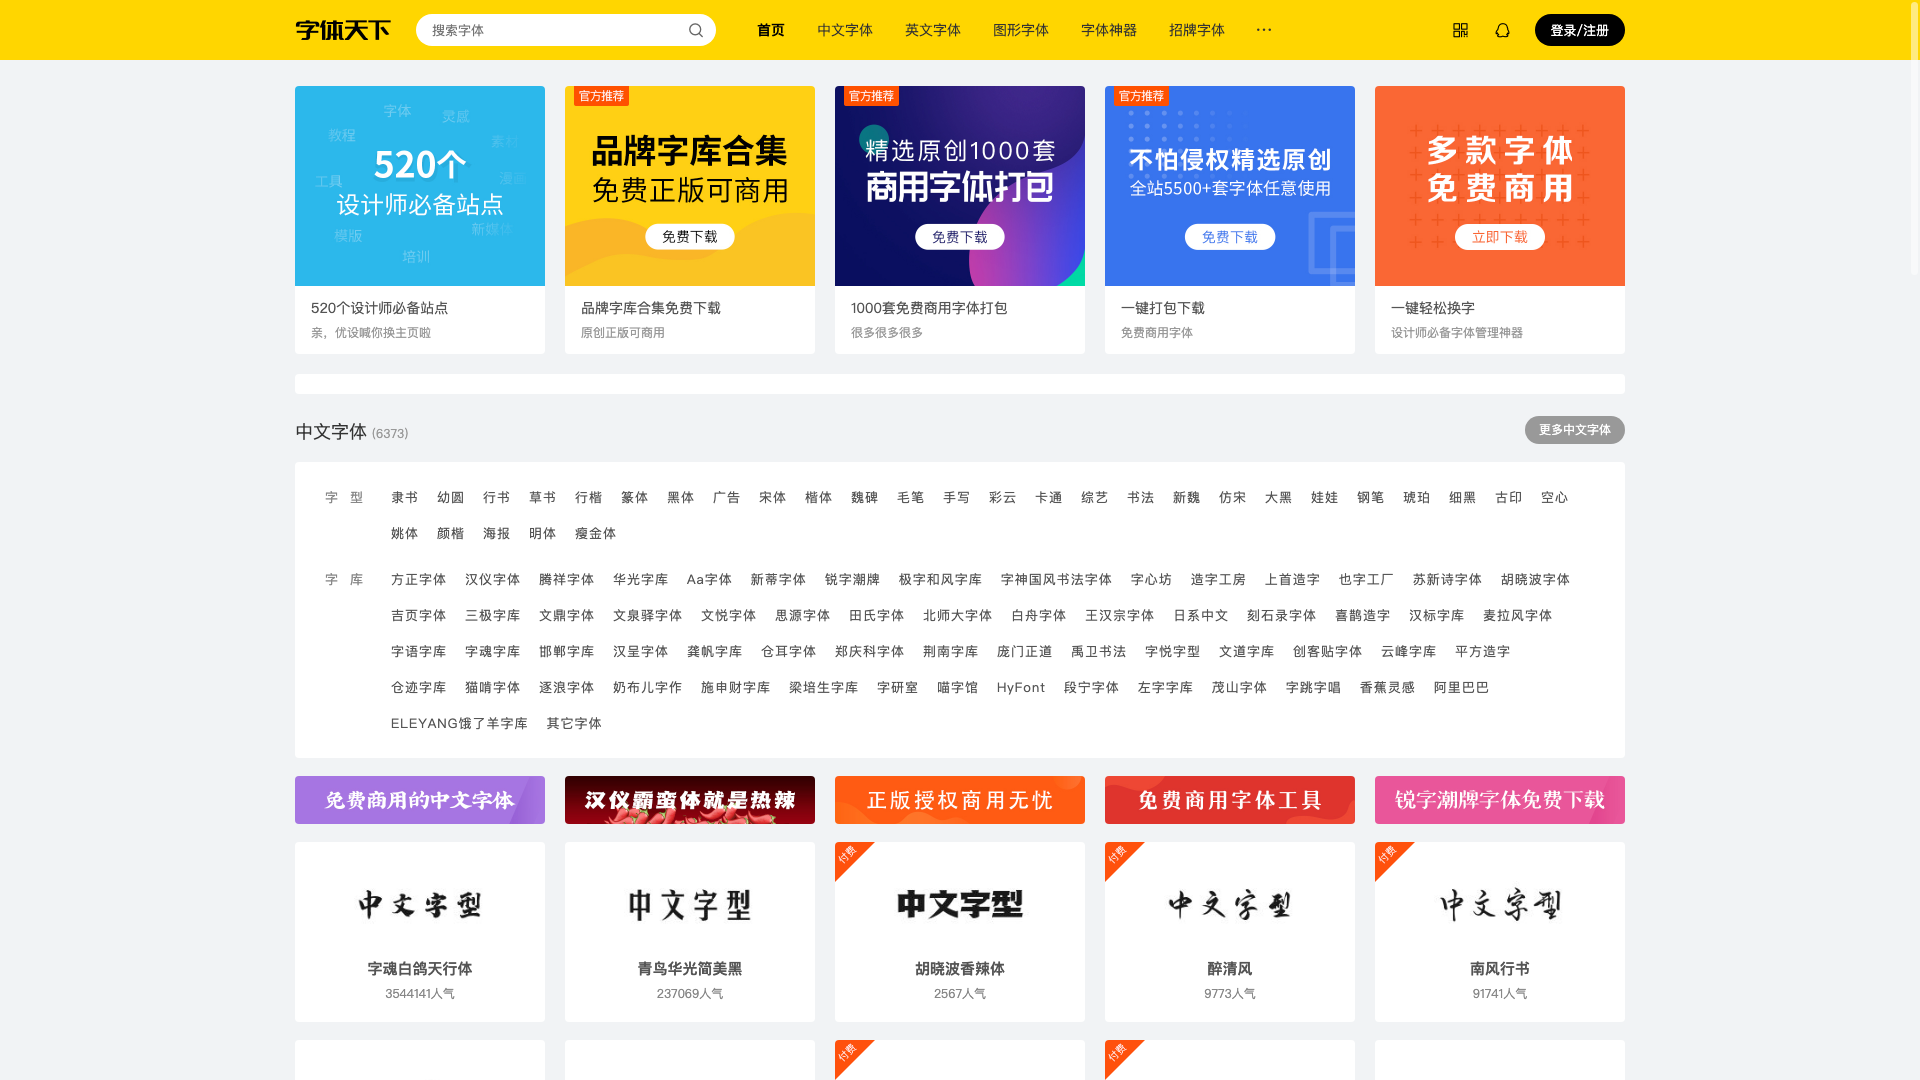 字体天下
搜索字体
首页 中文字体 英文字体 图形字体 字体神器 招牌字体 ···
登录/注册
字体 灵感
教程 素材
520个
工具 漫画
设计师必备站点
模版 新媒体
培训
520个设计师必备站点
亲，优设喊你换主页啦
官方推荐
品牌字库合集
免费正版可商用
免费下载
品牌字库合集免费下载
原创正版可商用
官方推荐
精选原创1000套
商用字体打包
免费下载
1000套免费商用字体打包
很多很多很多
官方推荐
不怕侵权精选原创
全站5500+套字体任意使用
免费下载
一键打包下载
免费商用字体
多款字体
免费商用
立即下载
一键轻松换字
设计师必备字体管理神器
中文字体 (6373)
更多中文字体
字 型 隶书 幼圆 行书 草书 行楷 篆体 黑体 广告 宋体 楷体 魏碑 毛笔 手写 彩云 卡通 综艺 书法 新魏 仿宋 大黑 娃娃 钢笔 琥珀 细黑 古印 空心
姚体 颜楷 海报 明体 瘦金体
字 库 方正字体 汉仪字体 腾祥字体 华光字库 Aa字体 新蒂字体 锐字潮牌 极字和风字库 字神国风书法字体 字心坊 造字工房 上首造字 也字工厂 苏新诗字体 胡晓波字体
吉页字体 三极字库 文鼎字体 文泉驿字体 文悦字体 思源字体 田氏字体 北师大字体 白舟字体 王汉宗字体 日系中文 刻石录字体 喜鹊造字 汉标字库 麦拉风字体
字语字库 字魂字库 邯郸字库 汉呈字体 龚帆字库 仓耳字体 郑庆科字体 荆南字库 庞门正道 禹卫书法 字悦字型 文道字库 创客贴字体 云峰字库 平方造字
仓迹字库 猫啃字体 逐浪字体 奶布儿字作 施申财字库 梁培生字库 字研室 喵字馆 HyFont 段宁字体 左字字库 茂山字体 字跳字唱 香蕉灵感 阿里巴巴
ELEYANG饿了羊字库 其它字体
免费商用的中文字体
汉仪霸蛮体就是热辣
正版授权商用无忧
免费商用字体工具
锐字潮牌字体免费下载
中文字型
字魂白鸽天行体
3544141人气
中文字型
青鸟华光简美黑
237069人气
付费
中文字型
胡晓波香辣体
2567人气
付费
中文字型
醉清风
9773人气
付费
中文字型
南风行书
91741人气
付费
付费